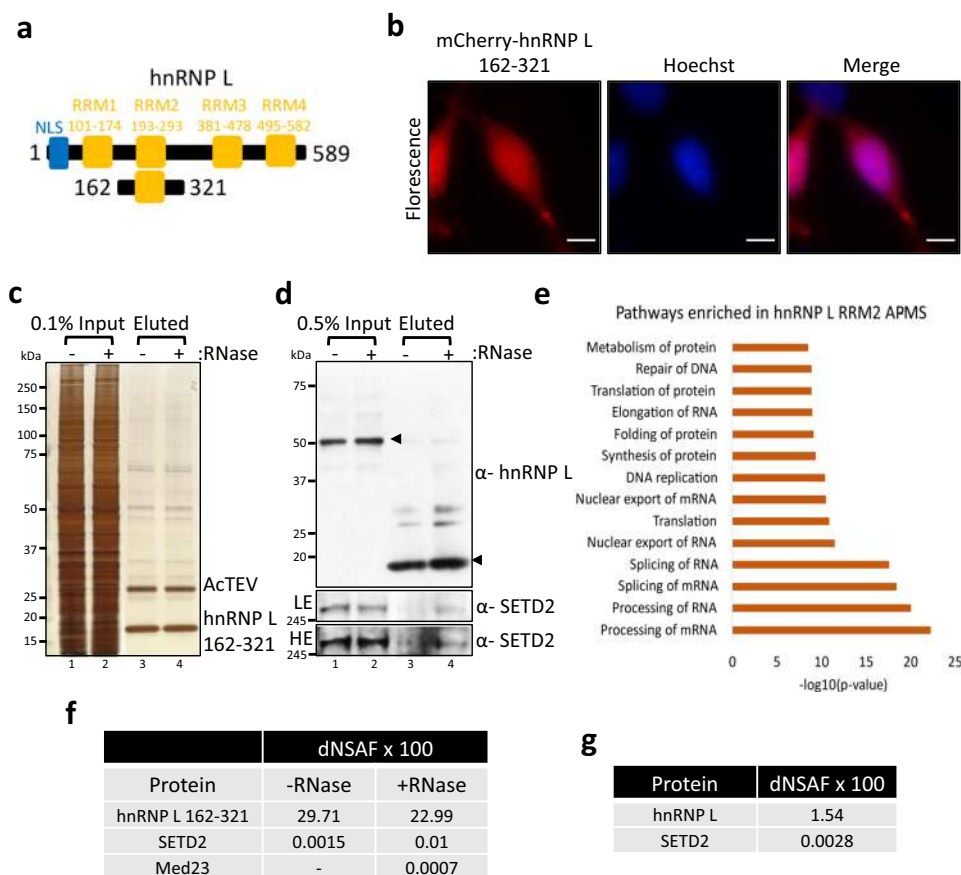 a
hnRNP L
RRM1 RRM2 RRM3 RRM4
NLS 101-174 193-293 381-478 495-582
1 589
162 321
b
mCherry-hnRNP L
162-321 Hoechst Merge
Florescence
c
0.1% Input Eluted
kDa - + - + :RNase
250
150
100
75
50
37
25
20
15
AcTEV
hnRNP L
162-321
1 2 3 4
d
0.5% Input Eluted
kDa - + - +
75
50
37
25
20
α- hnRNP L
LE
245
α- SETD2
HE
245
α- SETD2
1 2 3 4
e
Pathways enriched in hnRNP L RRM2 APMS
Metabolism of protein
Repair of DNA
Translation of protein
Elongation of RNA
Folding of protein
Synthesis of protein
DNA replication
Nuclear export of mRNA
Translation
Nuclear export of RNA
Splicing of RNA
Splicing of mRNA
Processing of RNA
Processing of mRNA
0 5 10 15 20 25
-log10(p-value)
f
dNSAF x 100
Protein -RNase +RNase
hnRNP L 162-321 29.71 22.99
SETD2 0.0015 0.01
Med23 - 0.0007
g
Protein dNSAF x 100
hnRNP L 1.54
SETD2 0.0028